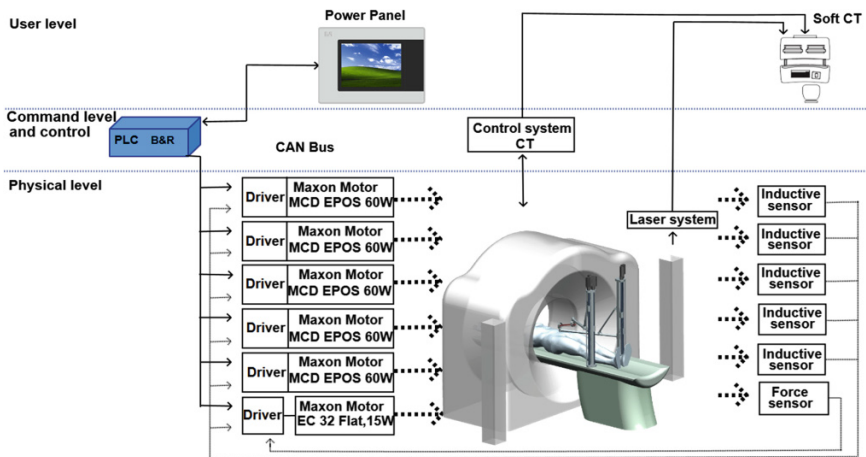 User level
Power Panel
Soft CT
Command level
and control
PLC B&R
CAN Bus
Control system
CT
Physical level
Driver
Maxon Motor
MCD EPOS 60W
Driver
Maxon Motor
MCD EPOS 60W
Driver
Maxon Motor
MCD EPOS 60W
Driver
Maxon Motor
MCD EPOS 60W
Driver
Maxon Motor
MCD EPOS 60W
Driver
Maxon Motor
EC 32 Flat,15W
Laser system
Inductive
sensor
Inductive
sensor
Inductive
sensor
Inductive
sensor
Inductive
sensor
Force
sensor